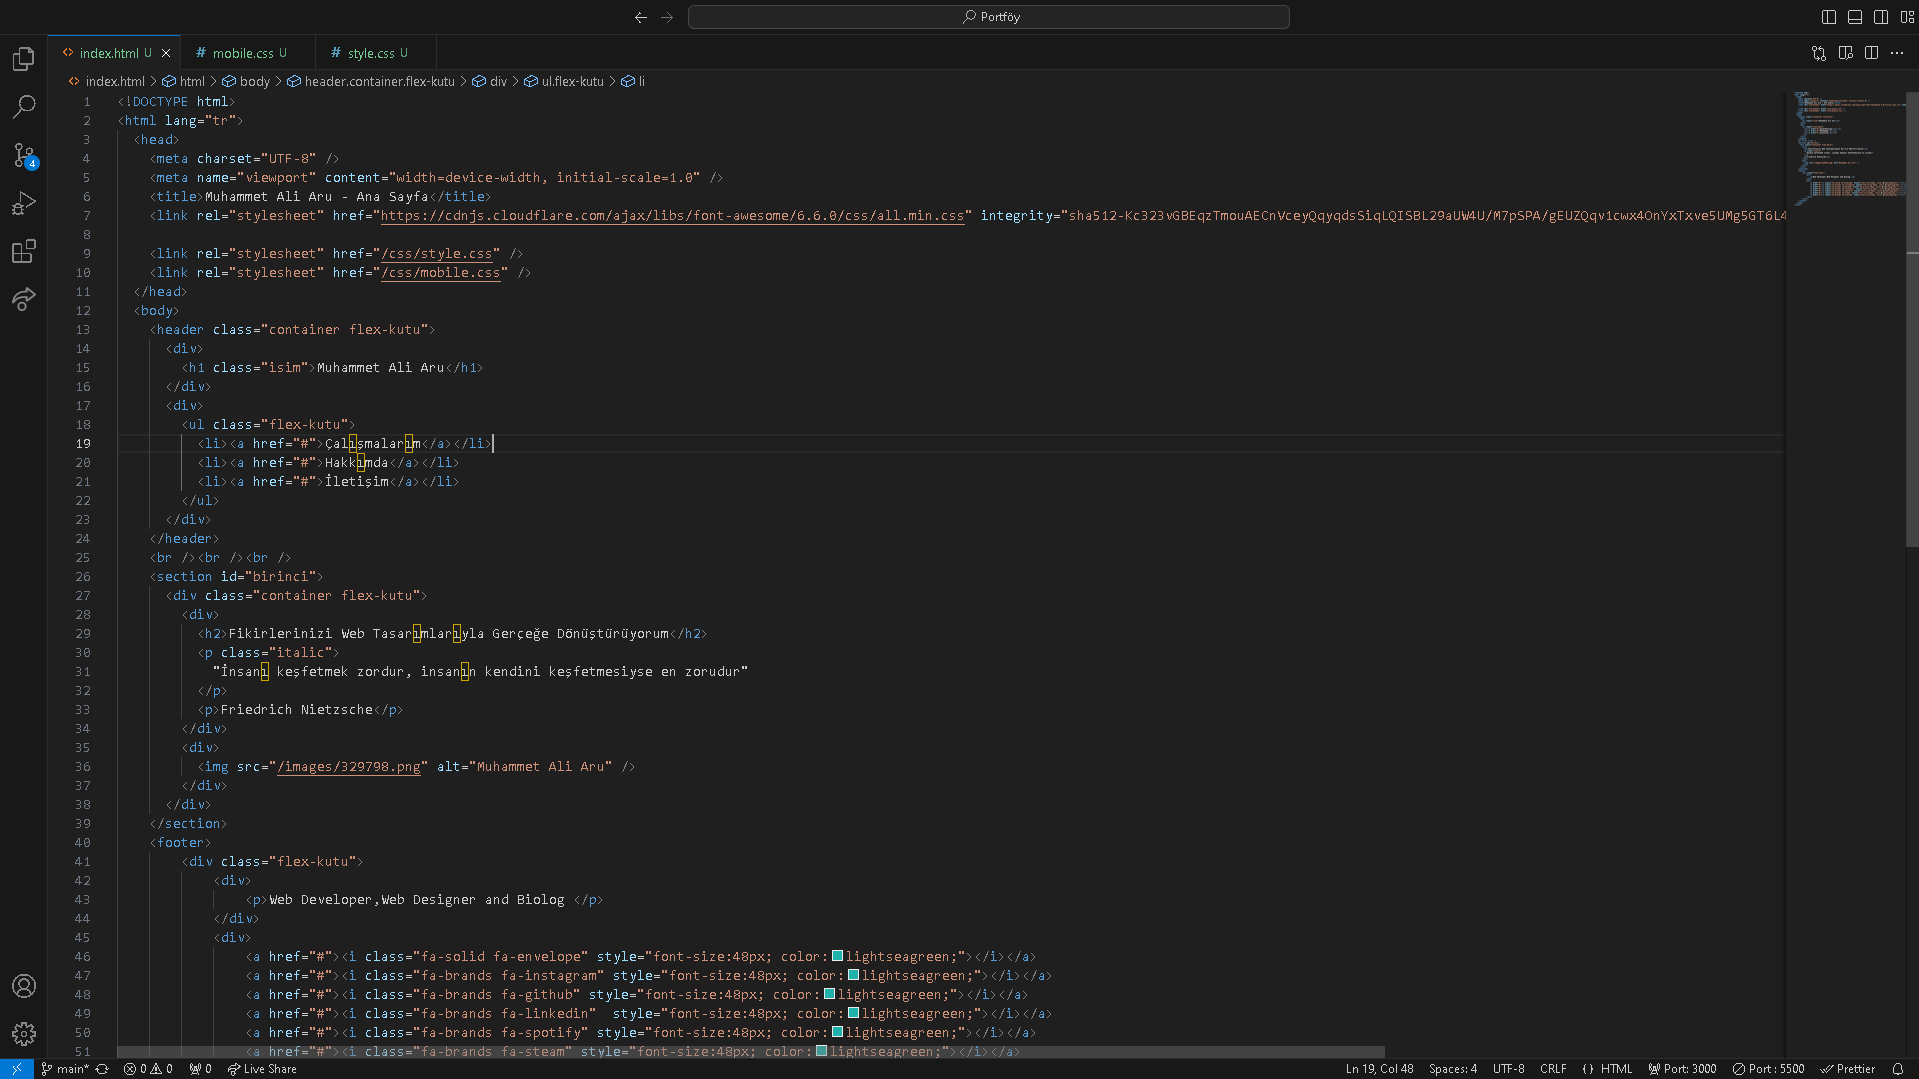 Portföy
index.html U mobile.css U style.css U
index.html > html > body > header.container.flex-kutu > div > ul.flex-kutu > li
1 <!DOCTYPE html>
2 <html lang="tr">
3 <head>
4 <meta charset="UTF-8" />
5 <meta name="viewport" content="width=device-width, initial-scale=1.0" />
6 <title>Muhammet Ali Aru - Ana Sayfa</title>
7 <link rel="stylesheet" href="https://cdnjs.cloudflare.com/ajax/libs/font-awesome/6.6.0/css/all.min.css" integrity="sha512-Kc323vGBEqzTmouAECnVceyQqyqdsSiqLQISBL29aUW4U/M7pSPA/gEUZQqv1cwx4OnYxTxve5UMg5GT6L4
8
9 <link rel="stylesheet" href="/css/style.css" />
10 <link rel="stylesheet" href="/css/mobile.css" />
11 </head>
12 <body>
13 <header class="container flex-kutu">
14 <div>
15 <h1 class="isim">Muhammet Ali Aru</h1>
16 </div>
17 <div>
18 <ul class="flex-kutu">
19 <li><a href="#">Çalışmalarım</a></li>
20 <li><a href="#">Hakkımda</a></li>
21 <li><a href="#">İletişim</a></li>
22 </ul>
23 </div>
24 </header>
25 <br /><br /><br />
26 <section id="birinci">
27 <div class="container flex-kutu">
28 <div>
29 <h2>Fikirlerinizi Web Tasarımlarıyla Gerçeğe Dönüştürüyorum</h2>
30 <p class="italic">
31 "İnsanı keşfetmek zordur, insanın kendini keşfetmesiyse en zorudur"
32 </p>
33 <p>Friedrich Nietzsche</p>
34 </div>
35 <div>
36 <img src="/images/329798.png" alt="Muhammet Ali Aru" />
37 </div>
38 </div>
39 </section>
40 <footer>
41 <div class="flex-kutu">
42 <div>
43 <p>Web Developer,Web Designer and Biolog </p>
44 </div>
45 <div>
46 <a href="#"><i class="fa-solid fa-envelope" style="font-size:48px; color:lightseagreen;"></i></a>
47 <a href="#"><i class="fa-brands fa-instagram" style="font-size:48px; color:lightseagreen;"></i></a>
48 <a href="#"><i class="fa-brands fa-github" style="font-size:48px; color:lightseagreen;"></i></a>
49 <a href="#"><i class="fa-brands fa-linkedin"  style="font-size:48px; color:lightseagreen;"></i></a>
50 <a href="#"><i class="fa-brands fa-spotify" style="font-size:48px; color:lightseagreen;"></i></a>
51 <a href="#"><i class="fa-brands fa-steam" style="font-size:48px; color:lightseagreen;"></i></a>
4
main* 0 0 0 Live Share Ln 19, Col 48 Spaces: 4 UTF-8 CRLF {} HTML Port: 3000 Port : 5500 Prettier